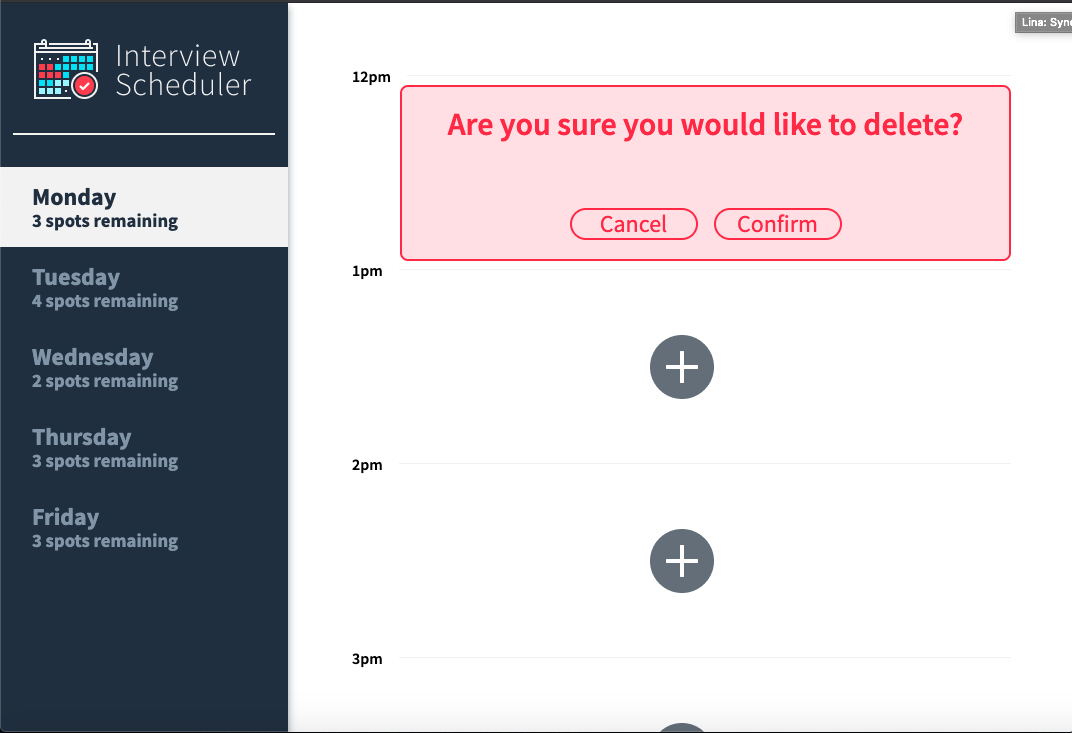 Interview
Scheduler
Monday
3 spots remaining
Tuesday
4 spots remaining
Wednesday
2 spots remaining
Thursday
3 spots remaining
Friday
3 spots remaining
Lina: Sync
12pm
Are you sure you would like to delete?
Cancel
Confirm
1pm
2pm
3pm